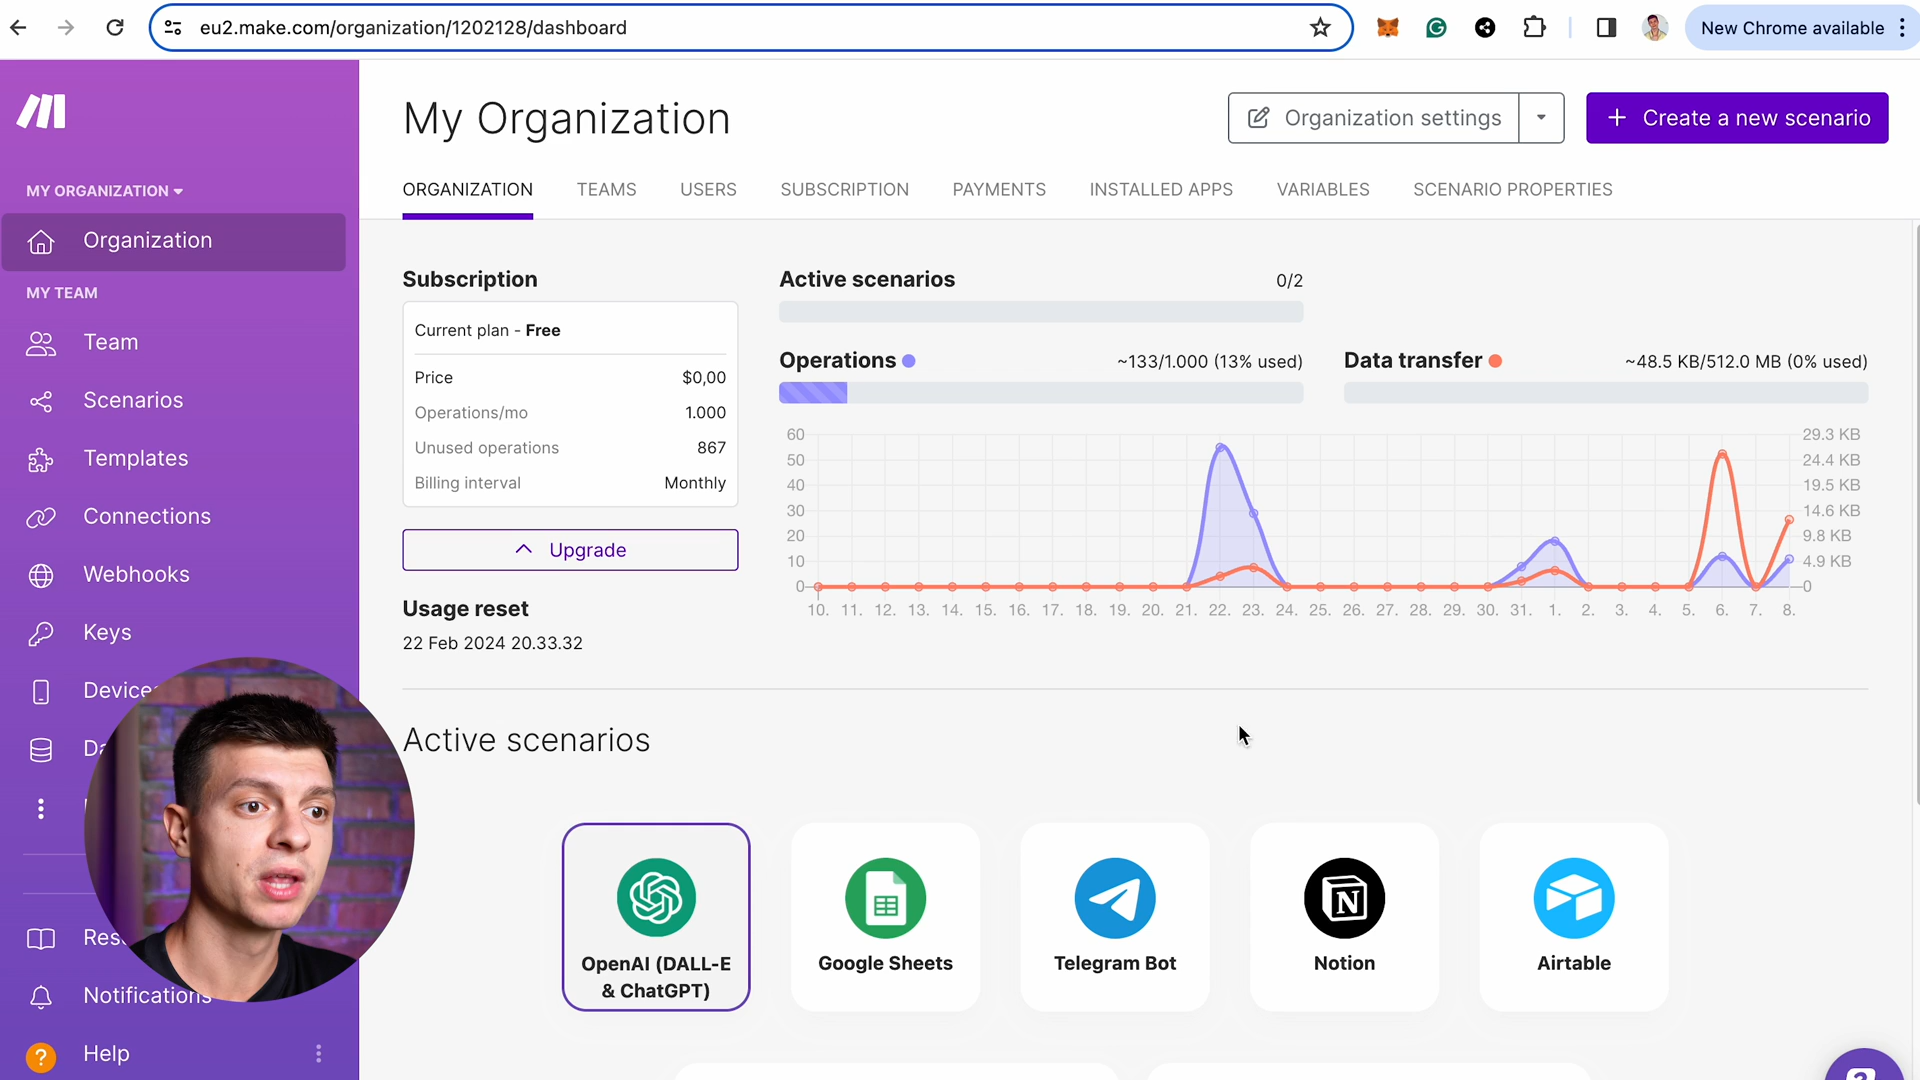 eu2.make.com/organization/1202128/dashboard
New Chrome available
My Organization
Organization settings
+ Create a new scenario
MY ORGANIZATION
ORGANIZATION
TEAMS
USERS
SUBSCRIPTION
PAYMENTS
INSTALLED APPS
VARIABLES
SCENARIO PROPERTIES
Organization
MY TEAM
Team
Scenarios
Templates
Connections
Webhooks
Keys
Notifications
? Help
Subscription
Current plan - Free
Price $0,00
Operations/mo 1.000
Unused operations 867
Billing interval Monthly
Upgrade
Usage reset
22 Feb 2024 20.33.32
Active scenarios 0/2
Operations ~133/1.000 (13% used)
Data transfer ~48.5 KB/512.0 MB (0% used)
60 29.3 KB
50 24.4 KB
40 19.5 KB
30 14.6 KB
20 9.8 KB
10 4.9 KB
0 0
10. 11. 12. 13. 14. 15. 16. 17. 18. 19. 20. 21. 22. 23. 24. 25. 26. 27. 28. 29. 30. 31. 1. 2. 3. 4. 5. 6. 7. 8.
Active scenarios
OpenAI (DALL-E
& ChatGPT)
Google Sheets
Telegram Bot
Notion
Airtable